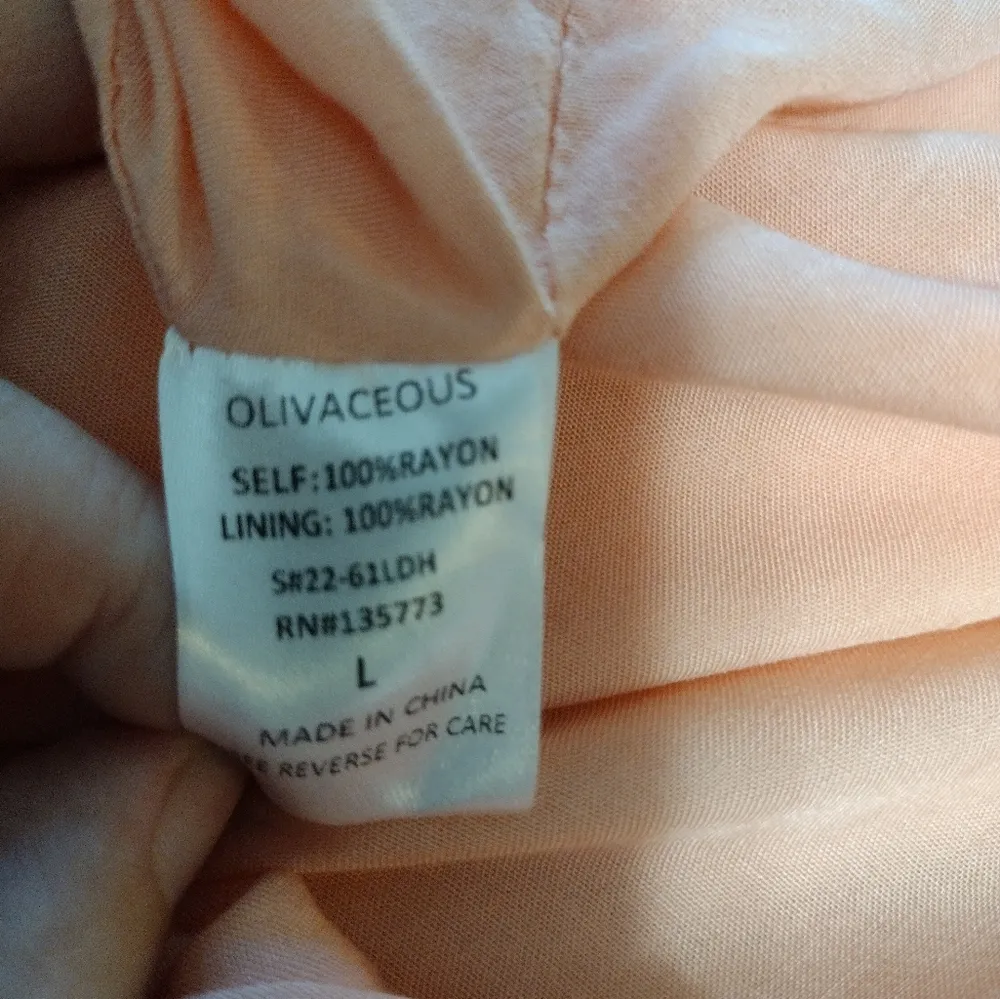 OLIVACEOUS
SELF:100%RAYON
LINING: 100%RAYON
S#22-61LDH
RN#135773
L
MADE IN CHINA
REVERSE FOR CARE